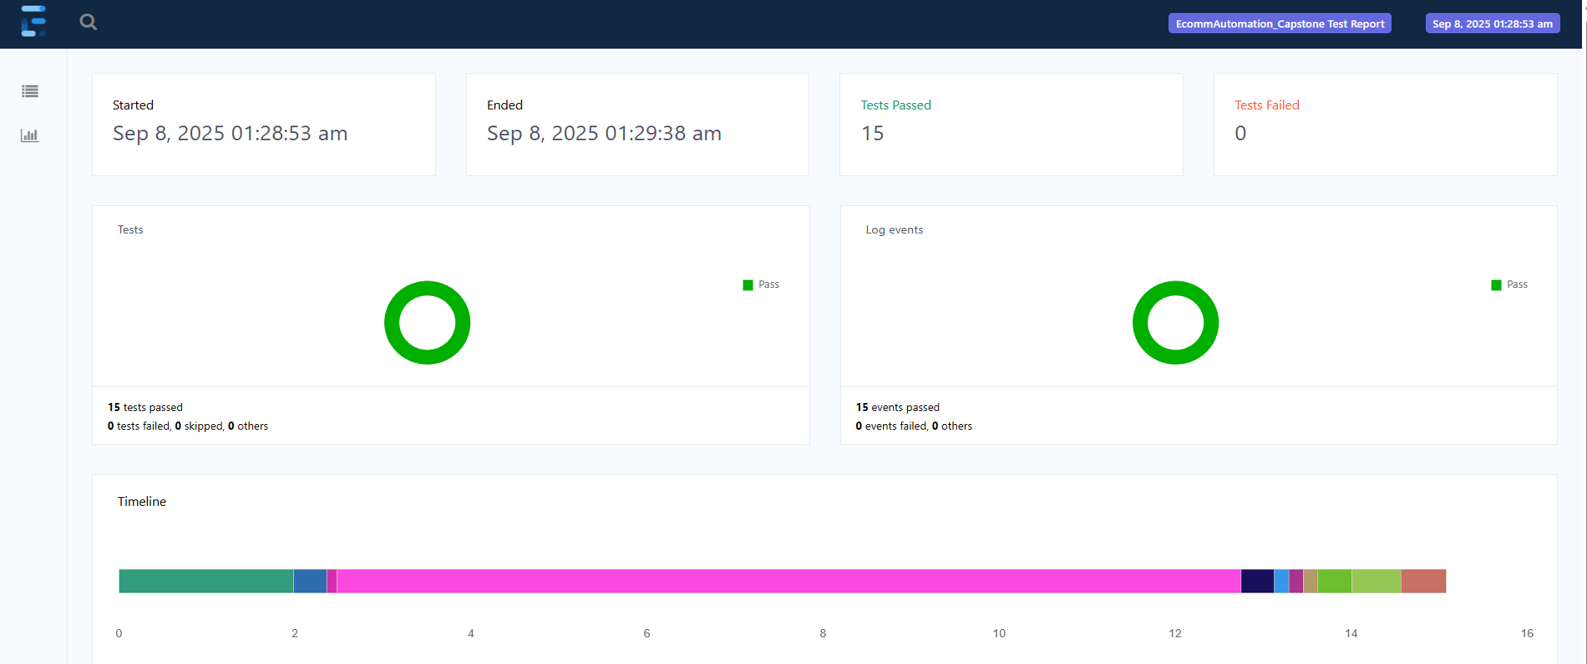 EcommAutomation_Capstone Test Report
Sep 8, 2025 01:28:53 am
Started
Sep 8, 2025 01:28:53 am
Ended
Sep 8, 2025 01:29:38 am
Tests Passed
15
Tests Failed
0
Tests
Pass
15 tests passed
0 tests failed, 0 skipped, 0 others
Log events
Pass
15 events passed
0 events failed, 0 others
Timeline
0 2 4 6 8 10 12 14 16